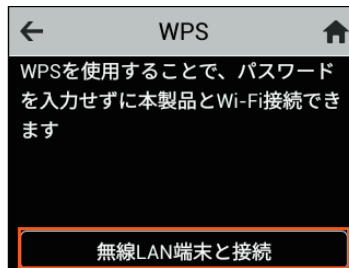 WPS
WPSを使用することで、パスワード
を入力せずに本製品とWi-Fi接続でき
ます
無線LAN端末と接続